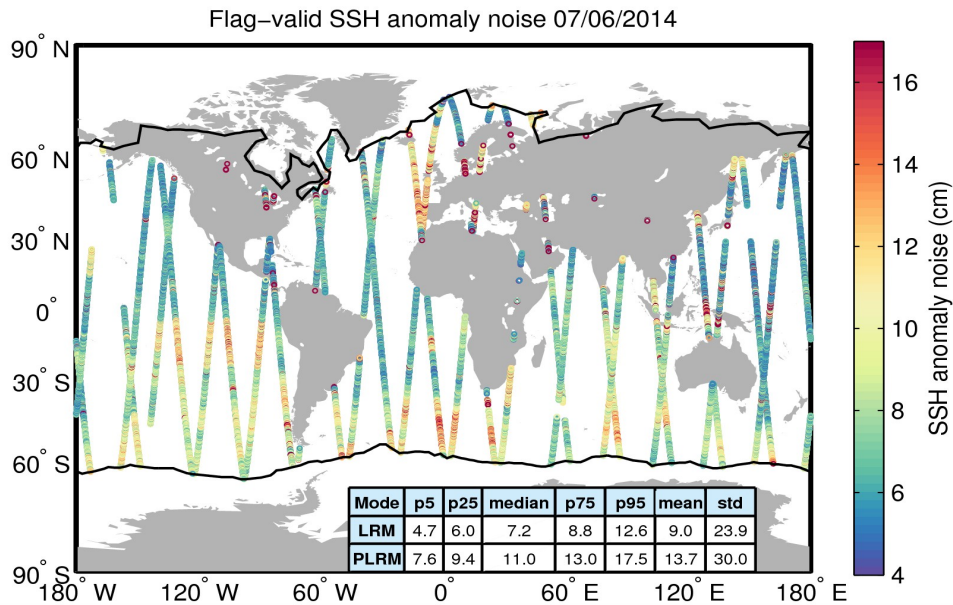 Flag−valid SSH anomaly noise 07/06/2014
90° N
60° N
30° N
0°
30° S
60° S
90° S
180° W
120° W
60° W
0°
60° E
120° E
180° E
Mode p5 p25 median p75 p95 mean std
LRM 4.7 6.0 7.2 8.8 12.6 9.0 23.9
PLRM 7.6 9.4 11.0 13.0 17.5 13.7 30.0
16
14
12
10
8
6
4
SSH anomaly noise (cm)